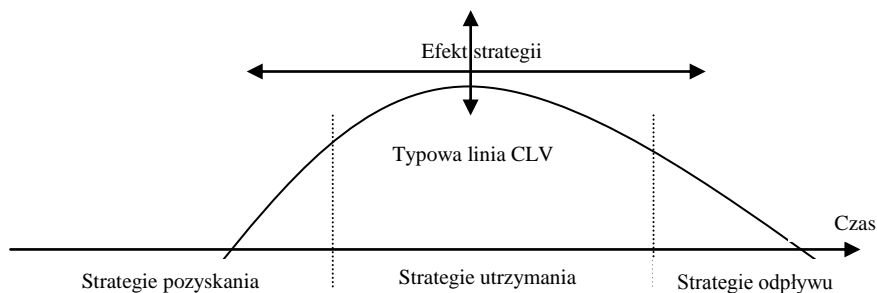 Efekt strategii
Typowa linia CLV
Czas
Strategie pozyskania
Strategie utrzymania
Strategie odpływu